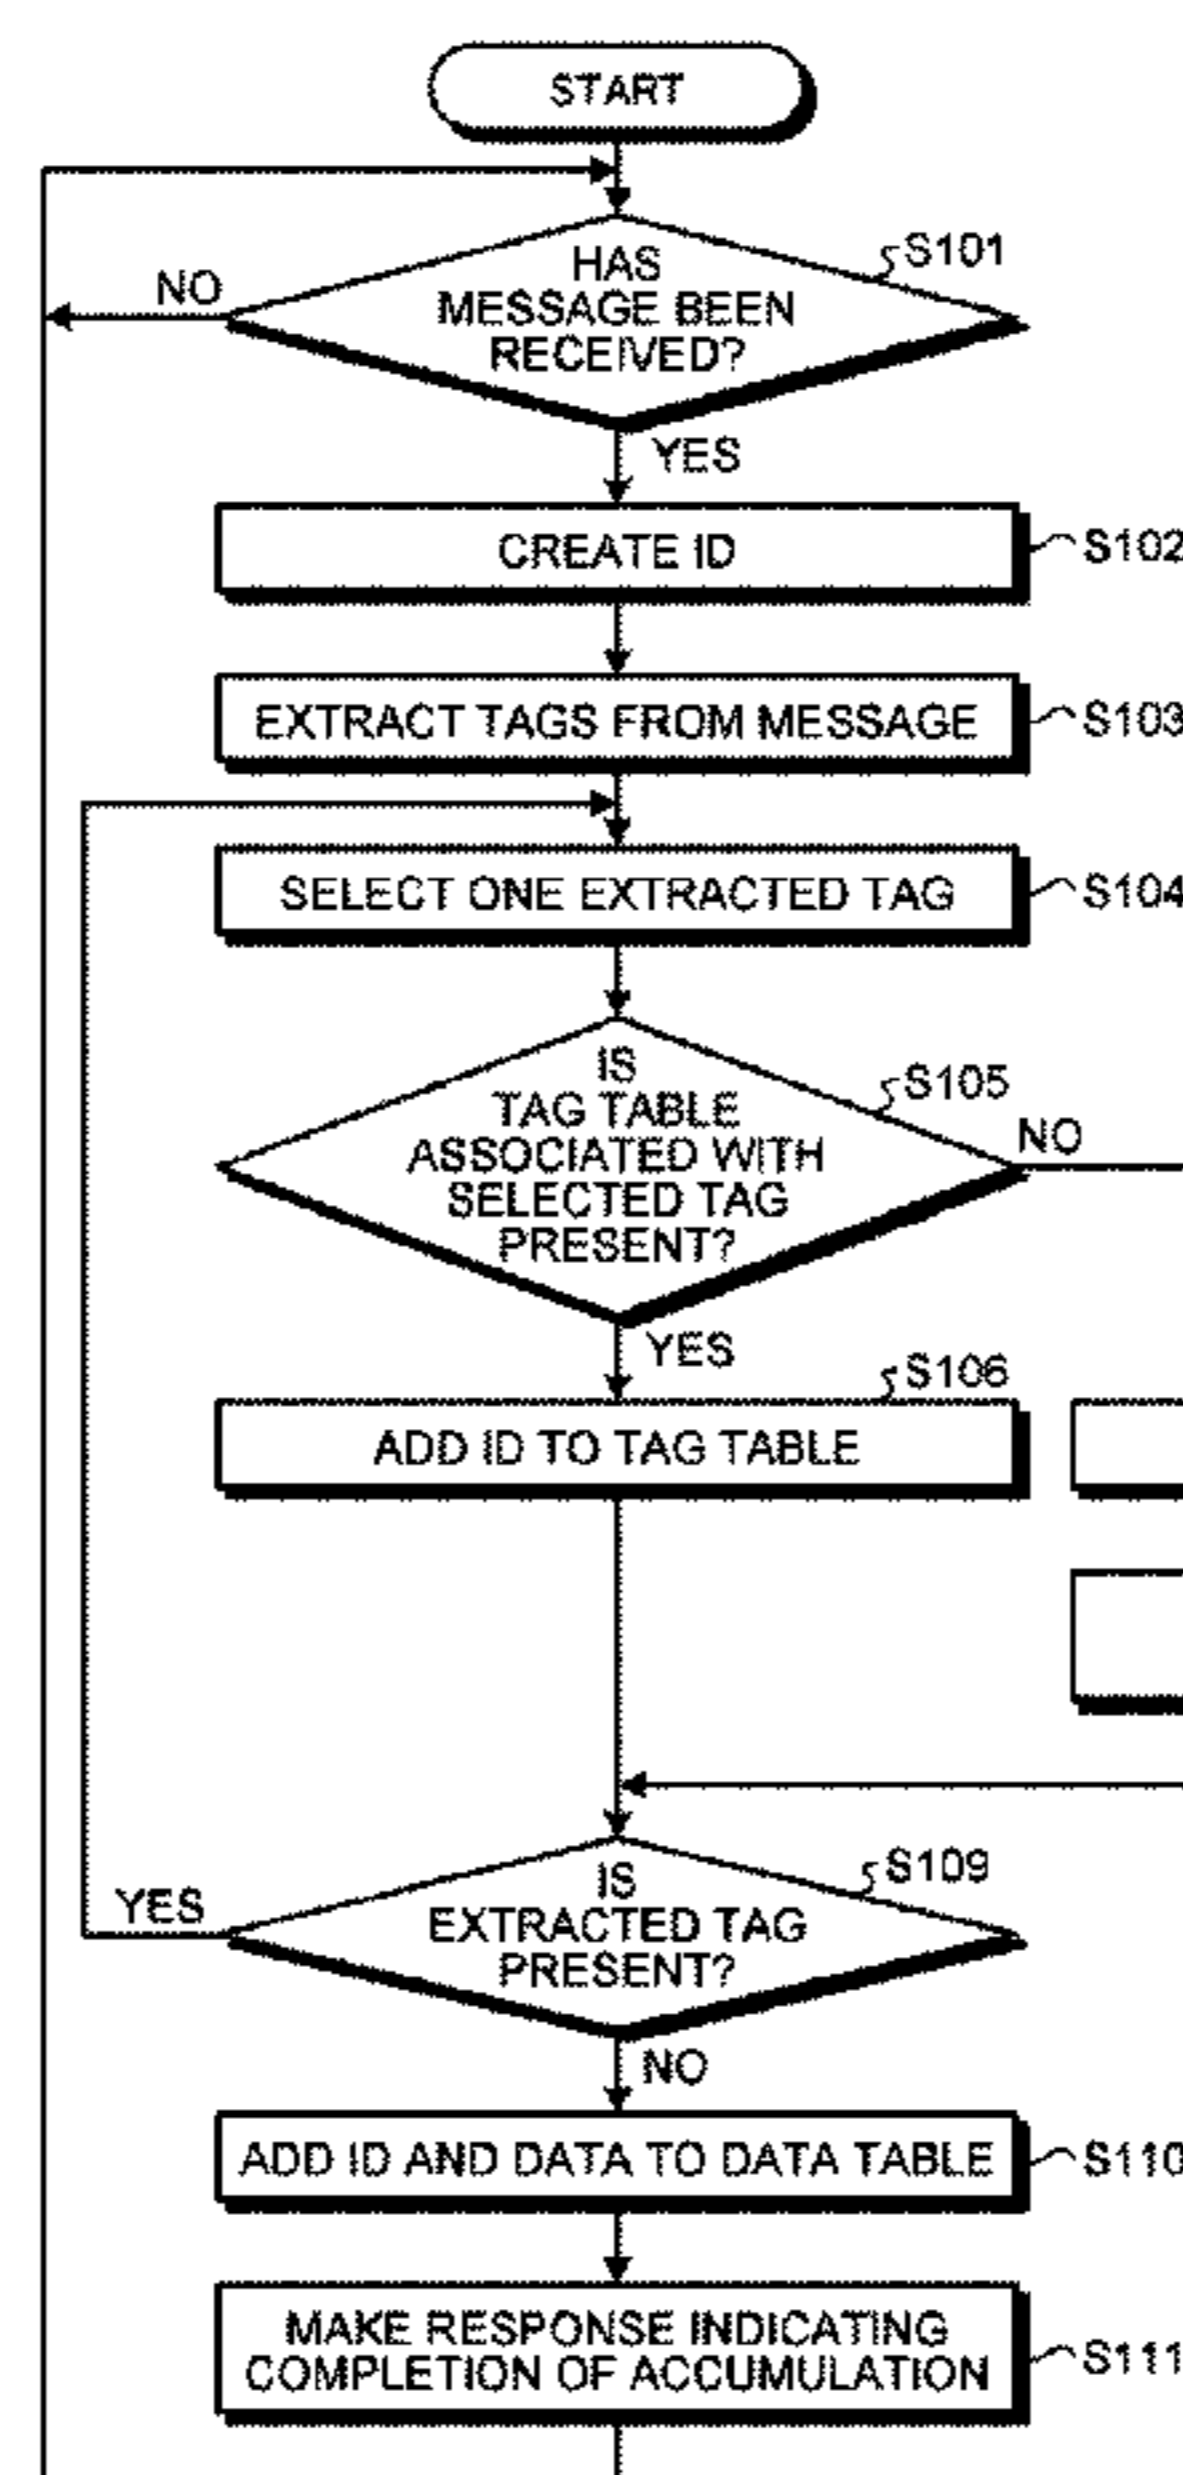 START
HAS
MESSAGE BEEN
RECEIVED?
S101
NO
YES
CREATE ID
S102
EXTRACT TAGS FROM MESSAGE
S103
SELECT ONE EXTRACTED TAG
S104
IS
TAG TABLE
ASSOCIATED WITH
SELECTED TAG
PRESENT?
S105
NO
YES
S106
ADD ID TO TAG TABLE
IS
EXTRACTED TAG
PRESENT?
S109
YES
NO
ADD ID AND DATA TO DATA TABLE
S110
MAKE RESPONSE INDICATING
COMPLETION OF ACCUMULATION
S111